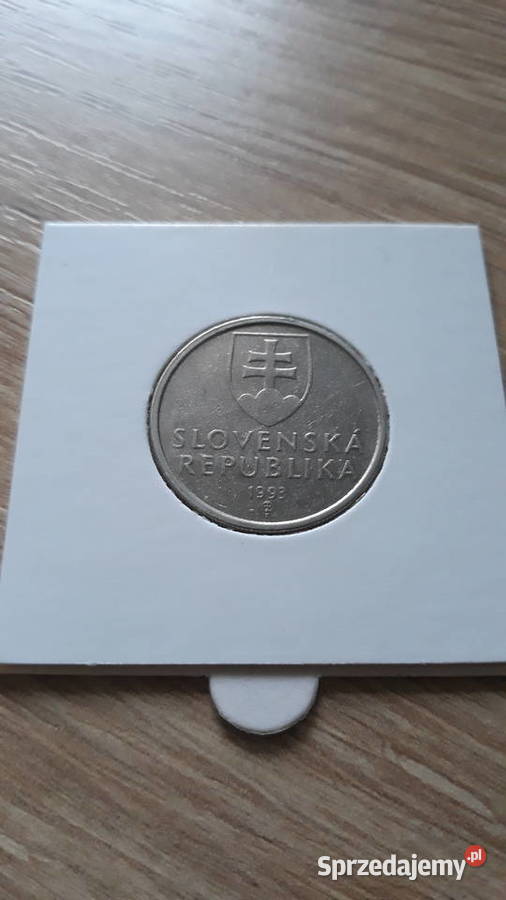 SLOVENSKÁ
REPUBLIKA
1993
Sprzedajemy.pl